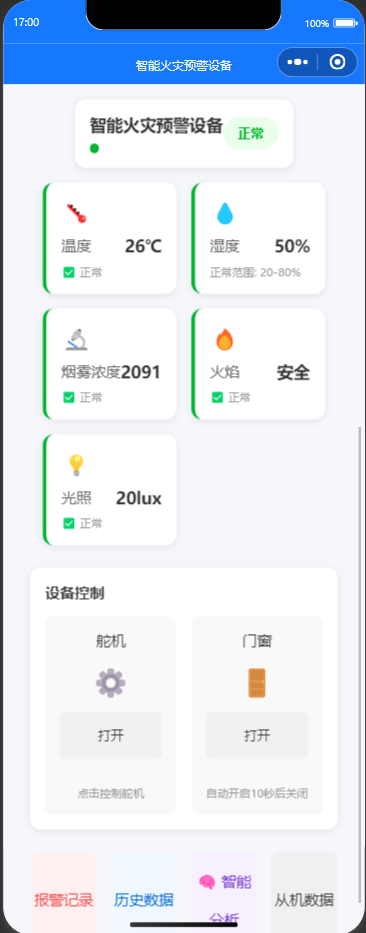 17:00
100%
智能火灾预警设备
智能火灾预警设备
正常
温度 26℃
正常
湿度 50%
正常范围: 20-80%
烟雾浓度2091
正常
火焰 安全
正常
光照 20lux
正常
设备控制
舵机
打开
点击控制舵机
门窗
打开
自动开启10秒后关闭
报警记录
历史数据
智能
分析
从机数据